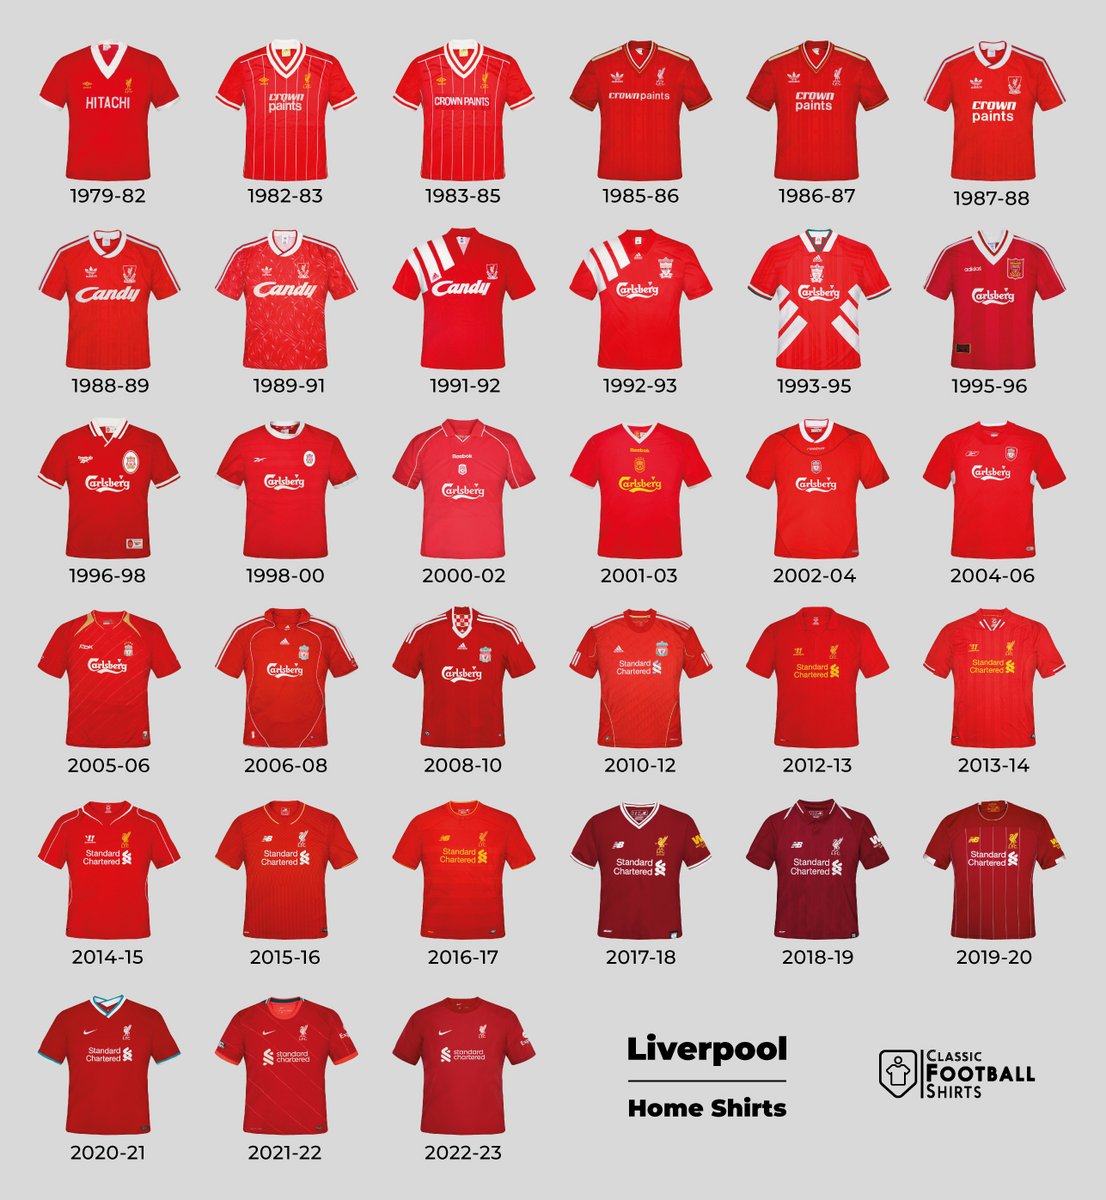 HITACHI
crown
paints
CROWN PAINTS
crown paints
crown
paints
crown
paints
1979-82
1982-83
1983-85
1985-86
1986-87
1987-88
Candy
Candy
Candy
Carlsberg
Carlsberg
adidas
Carlsberg
1988-89
1989-91
1991-92
1992-93
1993-95
1995-96
Reebok
Carlsberg
Carlsberg
Reebok
Carlsberg
Reebok
Carlsberg
Carlsberg
Carlsberg
1996-98
1998-00
2000-02
2001-03
2002-04
2004-06
RBK
Carlsberg
Carlsberg
Carlsberg
Standard
Chartered
Standard
Chartered
Standard
Chartered
2005-06
2006-08
2008-10
2010-12
2012-13
2013-14
Standard
Chartered
Standard
Chartered
Standard
Chartered
Standard
Chartered
Standard
Chartered
Standard
Chartered
2014-15
2015-16
2016-17
2017-18
2018-19
2019-20
Standard
Chartered
standard
chartered
standard
chartered
2020-21
2021-22
2022-23
Liverpool
Home Shirts
CLASSIC
FOOTBALL
SHIRTS